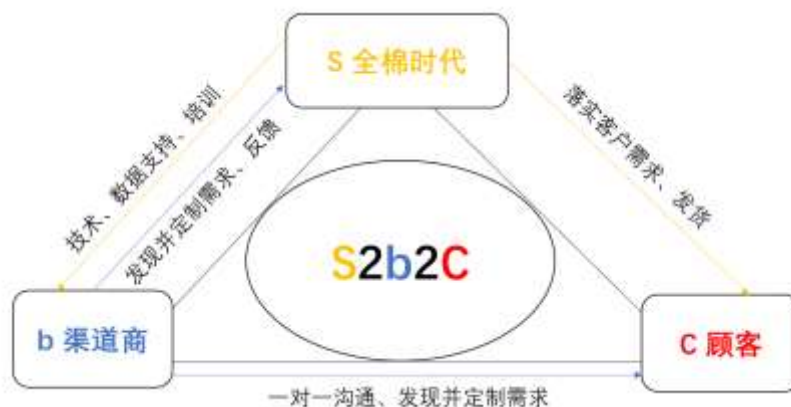 S 全棉时代
技术、数据支持、培训
发现并定制需求、反馈
落实客户需求、发货
S2b2C
b 渠道商
C 顾客
一对一沟通、发现并定制需求